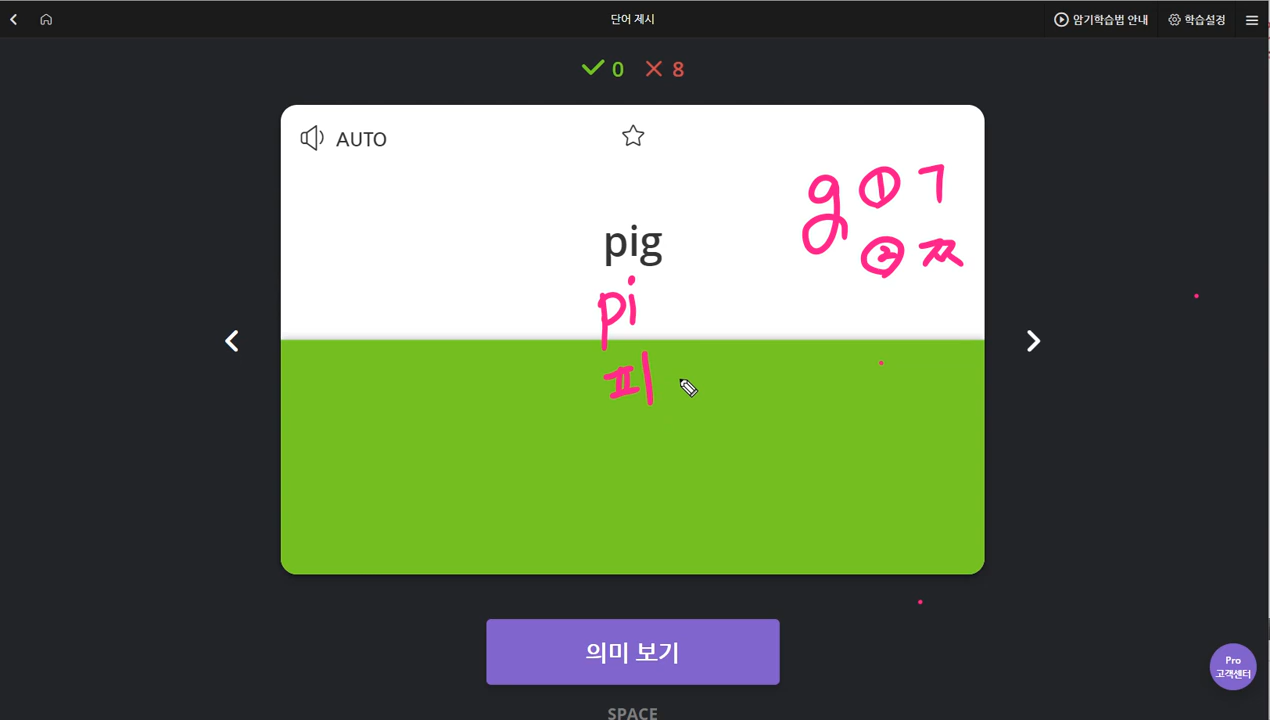 단어 제시
암기학습법 안내
학습설정
0
8
AUTO
g ① ㄱ
② ㅉ
pig
pi
피
의미 보기
SPACE
Pro
고객센터